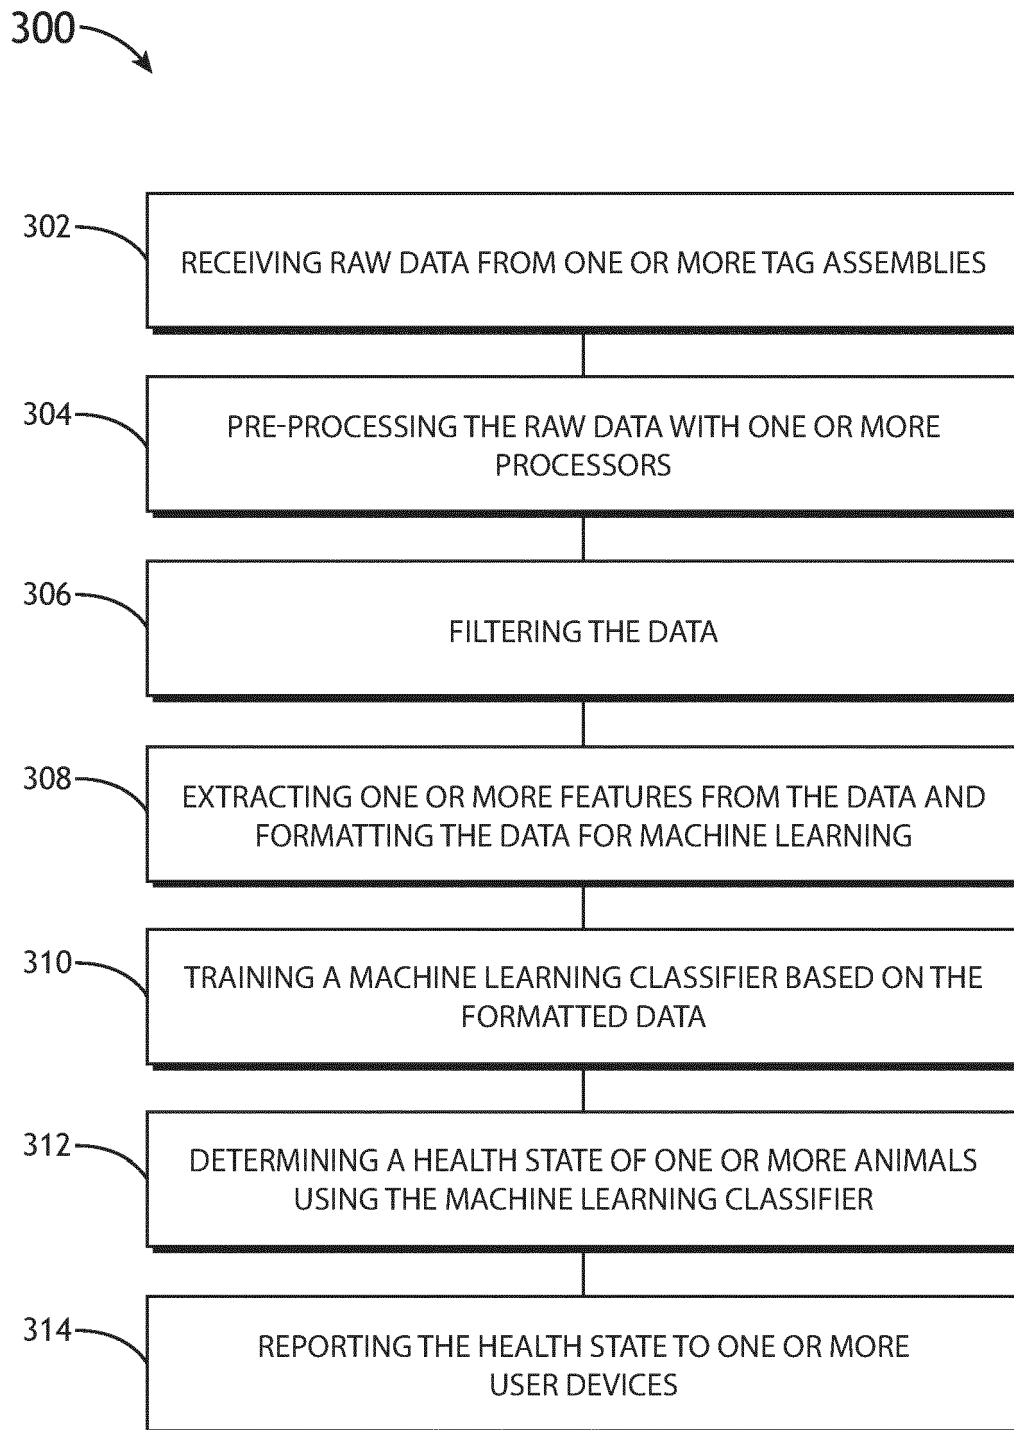 300
302
RECEIVING RAW DATA FROM ONE OR MORE TAG ASSEMBLIES
304
PRE-PROCESSING THE RAW DATA WITH ONE OR MORE
PROCESSORS
306
FILTERING THE DATA
308
EXTRACTING ONE OR MORE FEATURES FROM THE DATA AND
FORMATTING THE DATA FOR MACHINE LEARNING
310
TRAINING A MACHINE LEARNING CLASSIFIER BASED ON THE
FORMATTED DATA
312
DETERMINING A HEALTH STATE OF ONE OR MORE ANIMALS
USING THE MACHINE LEARNING CLASSIFIER
314
REPORTING THE HEALTH STATE TO ONE OR MORE
USER DEVICES